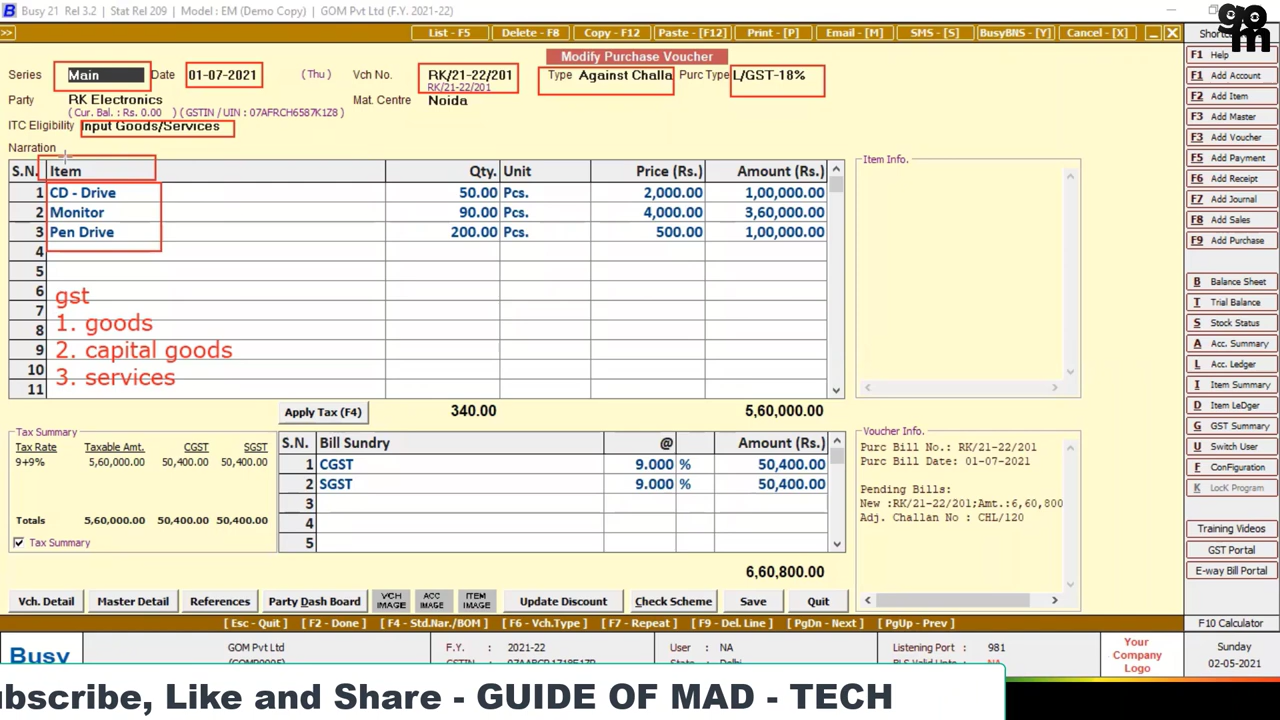 Busy 21 Rel 3.2 | Stat Rel 209 | Model : EM (Demo Copy) | GOM Pvt Ltd (F.Y. 2021-22)
gom
>> List - F5 Delete - F8 Copy - F12 Paste - [F12] Print - [P] Email - [M] SMS - [S] BusyBNS - [Y] Cancel - [X]
Modify Purchase Voucher
Series Main Date 01-07-2021 (Thu) Vch No. RK/21-22/201 Type Against Challa Purc Type L/GST-18%
RK/21-22/201
Party RK Electronics Mat. Centre Noida
(Cur. Bal. : Rs. 0.00 ) (GSTIN / UIN : 07AFRCH6587K1Z8 )
ITC Eligibility Input Goods/Services
Narration
S.N. Item Qty. Unit Price (Rs.) Amount (Rs.)
1 CD - Drive 50.00 Pcs. 2,000.00 1,00,000.00
2 Monitor 90.00 Pcs. 4,000.00 3,60,000.00
3 Pen Drive 200.00 Pcs. 500.00 1,00,000.00
4
5
6
7
8
9
10
11
gst
1. goods
2. capital goods
3. services
Apply Tax (F4) 340.00 5,60,000.00
Item Info.
Tax Summary
Tax Rate Taxable Amt. CGST SGST
9+9% 5,60,000.00 50,400.00 50,400.00
Totals 5,60,000.00 50,400.00 50,400.00
Tax Summary
S.N. Bill Sundry @ Amount (Rs.)
1 CGST 9.000 % 50,400.00
2 SGST 9.000 % 50,400.00
3
4
5
6,60,800.00
Voucher Info.
Purc Bill No.: RK/21-22/201
Purc Bill Date: 01-07-2021
Pending Bills:
New :RK/21-22/201;Amt.:6,60,800
Adj. Challan No : CHL/120
Vch. Detail Master Detail References Party Dash Board VCH IMAGE ACC IMAGE ITEM IMAGE Update Discount Check Scheme Save Quit
[ Esc - Quit ] [ F2 - Done ] [ F4 - Std.Nar./BOM ] [ F6 - Vch.Type ] [ F7 - Repeat ] [ F9 - Del. Line ] [ PgDn - Next ] [ PgUp - Prev ]
F1 Help
F1 Add Account
F2 Add Item
F3 Add Master
F3 Add Voucher
F5 Add Payment
F6 Add Receipt
F7 Add Journal
F8 Add Sales
F9 Add Purchase
B Balance Sheet
T Trial Balance
S Stock Status
A Acc. Summary
L Acc. Ledger
I Item Summary
D Item LeDger
G GST Summary
U Switch User
F ConFiguration
K LocK Program
Training Videos
GST Portal
E-way Bill Portal
F10 Calculator
Busy GOM Pvt Ltd F.Y. : 2021-22 User : NA Listening Port : 981
Your
Company
Logo
Sunday
02-05-2021
ubscribe, Like and Share - GUIDE OF MAD - TECH